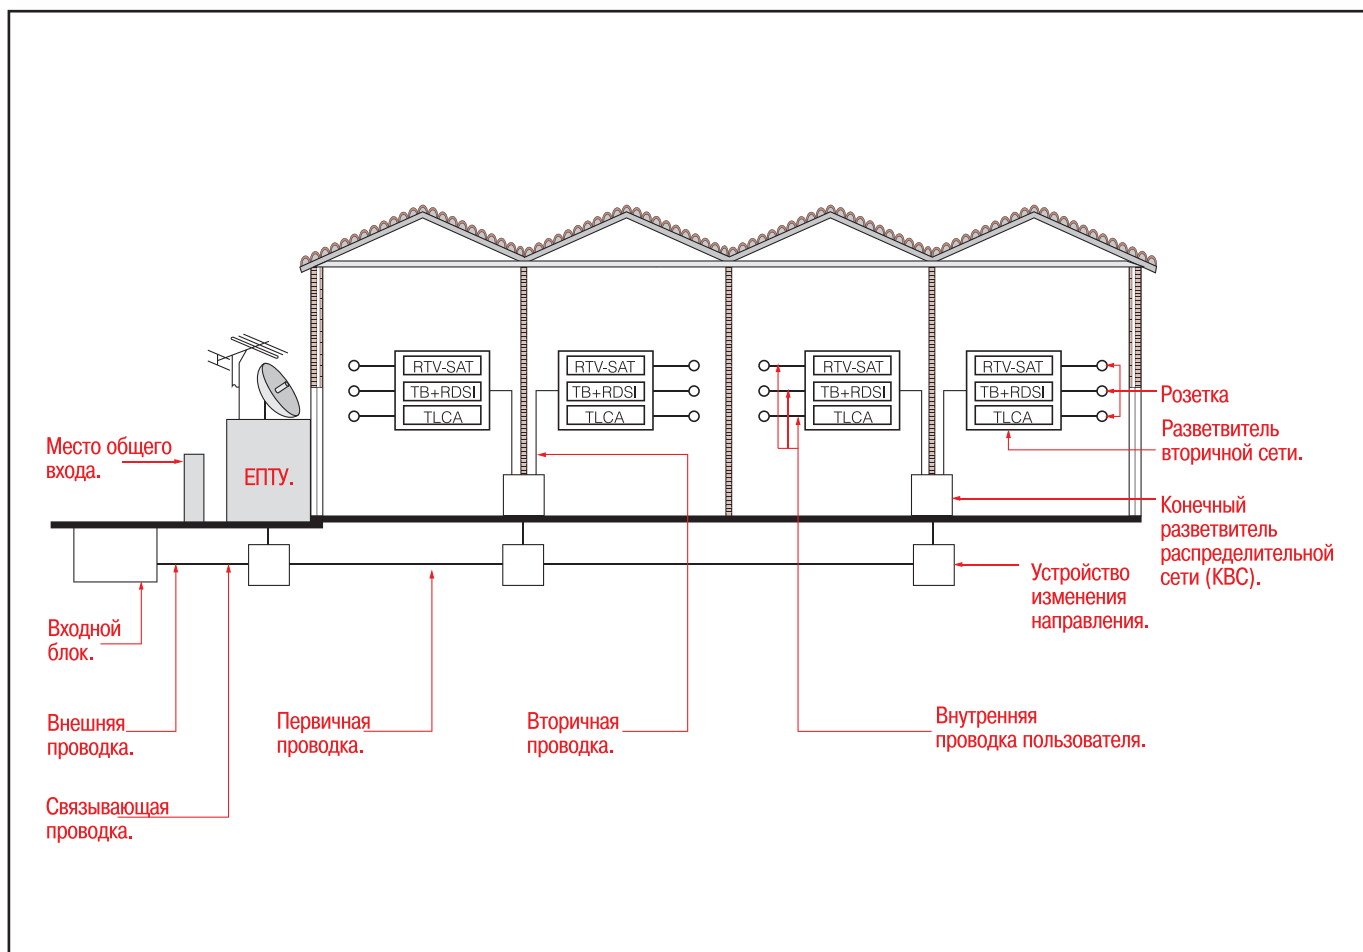 RTV-SAT
TB+RDSI
TLCA
RTV-SAT
TB+RDSI
TLCA
RTV-SAT
TB+RDSI
TLCA
RTV-SAT
TB+RDSI
TLCA
Розетка
Разветвитель
вторичной сети.
Место общего
входа.
ЕПТУ.
Конечный
разветвитель
распределительной
сети (КВС).
Устройство
изменения
направления.
Входной
блок.
Внешняя
проводка.
Первичная
проводка.
Вторичная
проводка.
Внутренняя
проводка пользователя.
Связывающая
проводка.